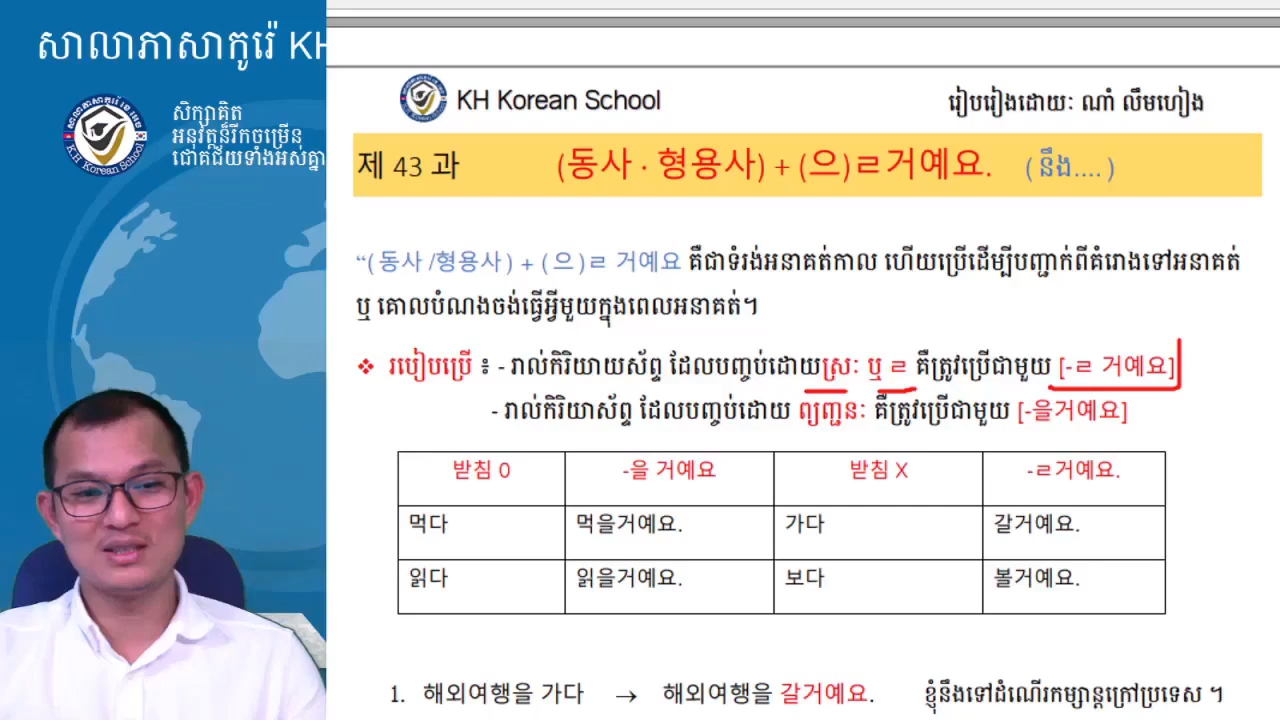 សាលាភាសាកូរ៉េ KH
សិក្សាគិត
អនុវត្តន៍រីកចម្រើន
ជោគជ័យទាំងអស់គ្នា
KH Korean School
រៀបរៀងដោយៈ ណាំ លឹមហៀង
제 43 과 (동사 · 형용사) + (으)ㄹ거예요. ( នឹង.... )
“(동사 /형용사) + (으)ㄹ 거예요 គឺជាទំរង់អនាគត់កាល ហើយប្រើដើម្បីបញ្ជាក់ពីគំរោងទៅអនាគត់
ឬ គោលបំណងចង់ធ្វើអ្វីមួយក្នុងពេលអនាគត់។
❖ របៀបប្រើ ៖ - រាល់កិរិយាយស័ព្ទ ដែលបញ្ចប់ដោយស្រៈ ឬ ㄹ គឺត្រូវប្រើជាមួយ [-ㄹ 거예요]
- រាល់កិរិយាស័ព្ទ ដែលបញ្ចប់ដោយ ព្យញ្ជនៈ គឺត្រូវប្រើជាមួយ [-을거예요]
받침 0 -을 거예요 받침 X -ㄹ거예요.
먹다 먹을거예요. 가다 갈거예요.
읽다 읽을거예요. 보다 볼거예요.
1. 해외여행을 가다 → 해외여행을 갈거예요. ខ្ញុំនឹងទៅដំណើរកម្សាន្តក្រៅប្រទេស ។